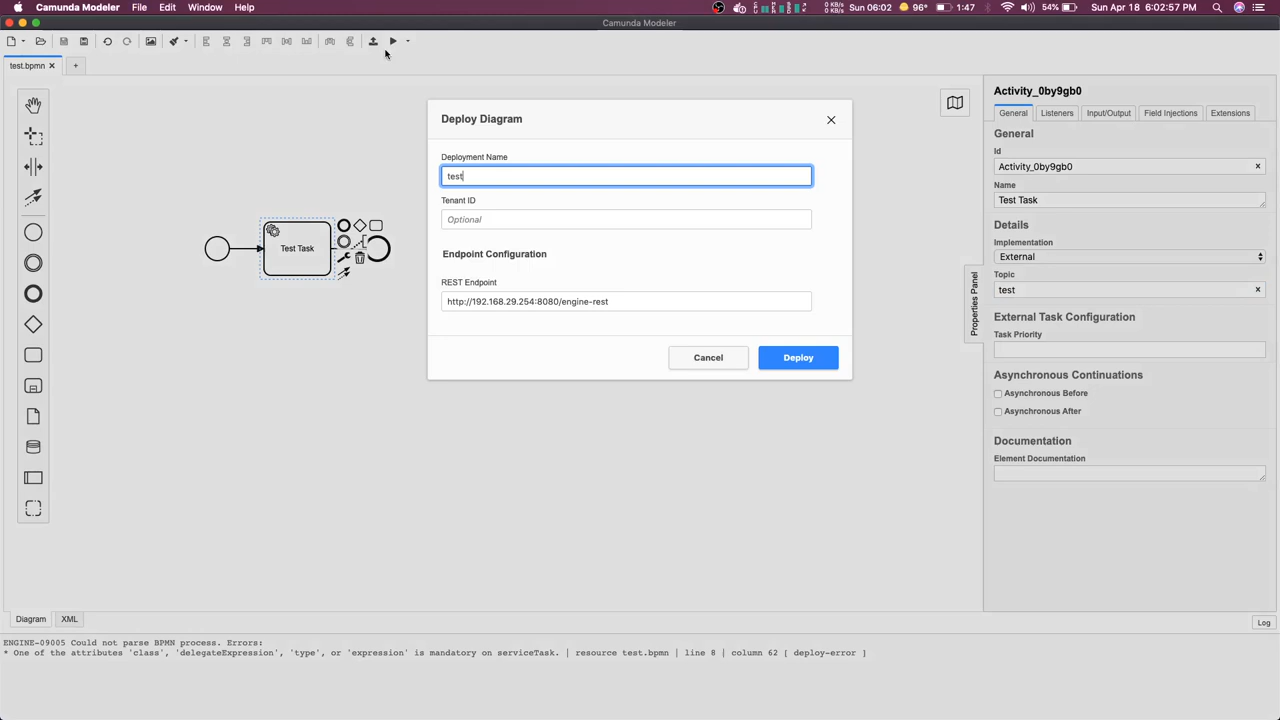 Camunda Modeler File Edit Window Help
0 KB/s
0 KB/s
Sun 06:02 96° 1:47 54% Sun Apr 18 6:02:57 PM
Camunda Modeler
test.bpmn
Activity_0by9gb0
General Listeners Input/Output Field Injections Extensions
General
Id
Activity_0by9gb0
Name
Test Task
Details
Implementation
External
Topic
test
External Task Configuration
Task Priority
Asynchronous Continuations
Asynchronous Before
Asynchronous After
Documentation
Element Documentation
Properties Panel
Deploy Diagram
Deployment Name
test
Tenant ID
Optional
Endpoint Configuration
REST Endpoint
http://192.168.29.254:8080/engine-rest
Cancel Deploy
Test Task
Diagram XML
Log
ENGINE-09005 Could not parse BPMN process. Errors:
* One of the attributes 'class', 'delegateExpression', 'type', or 'expression' is mandatory on serviceTask. | resource test.bpmn | line 8 | column 62 [ deploy-error ]